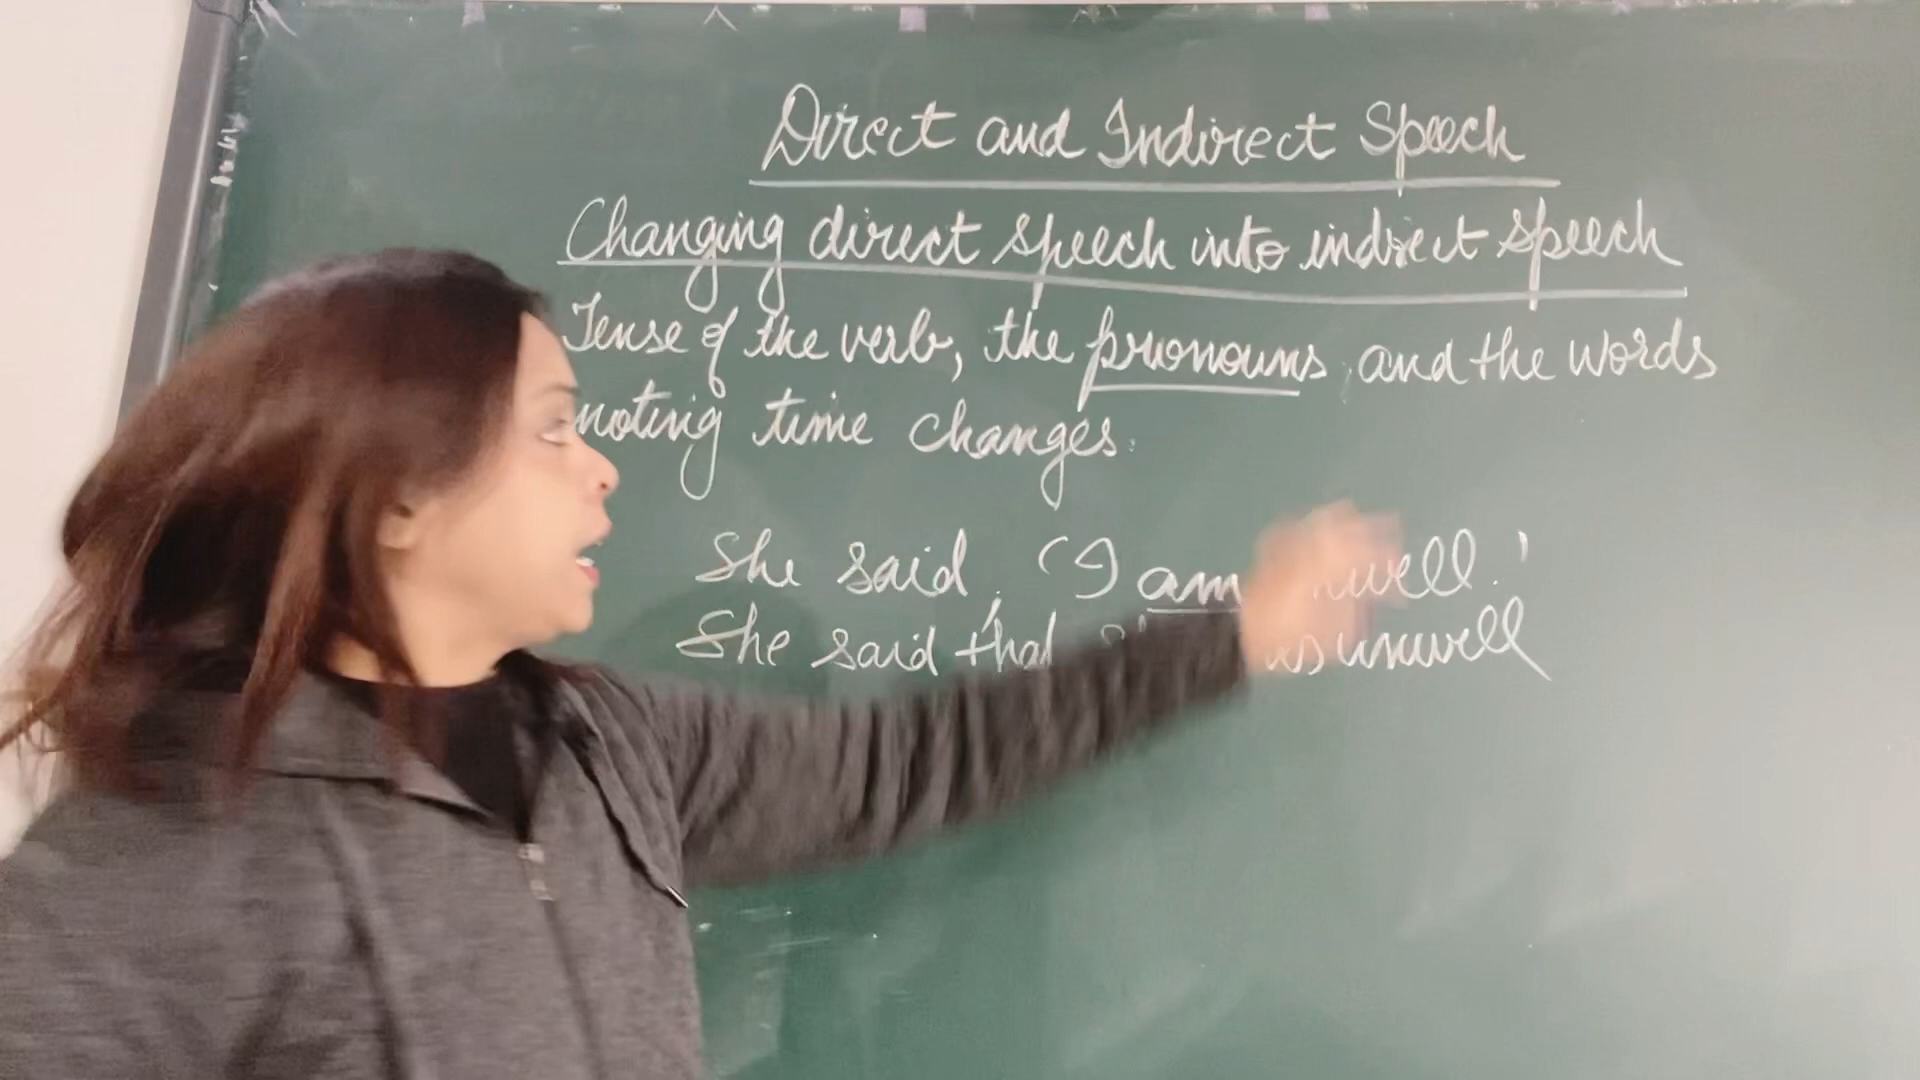 Direct and Indirect Speech
Changing direct speech into indirect speech
Tense of the verb, the pronouns and the words
noting time changes.
She said, 'I am
She said that unwell